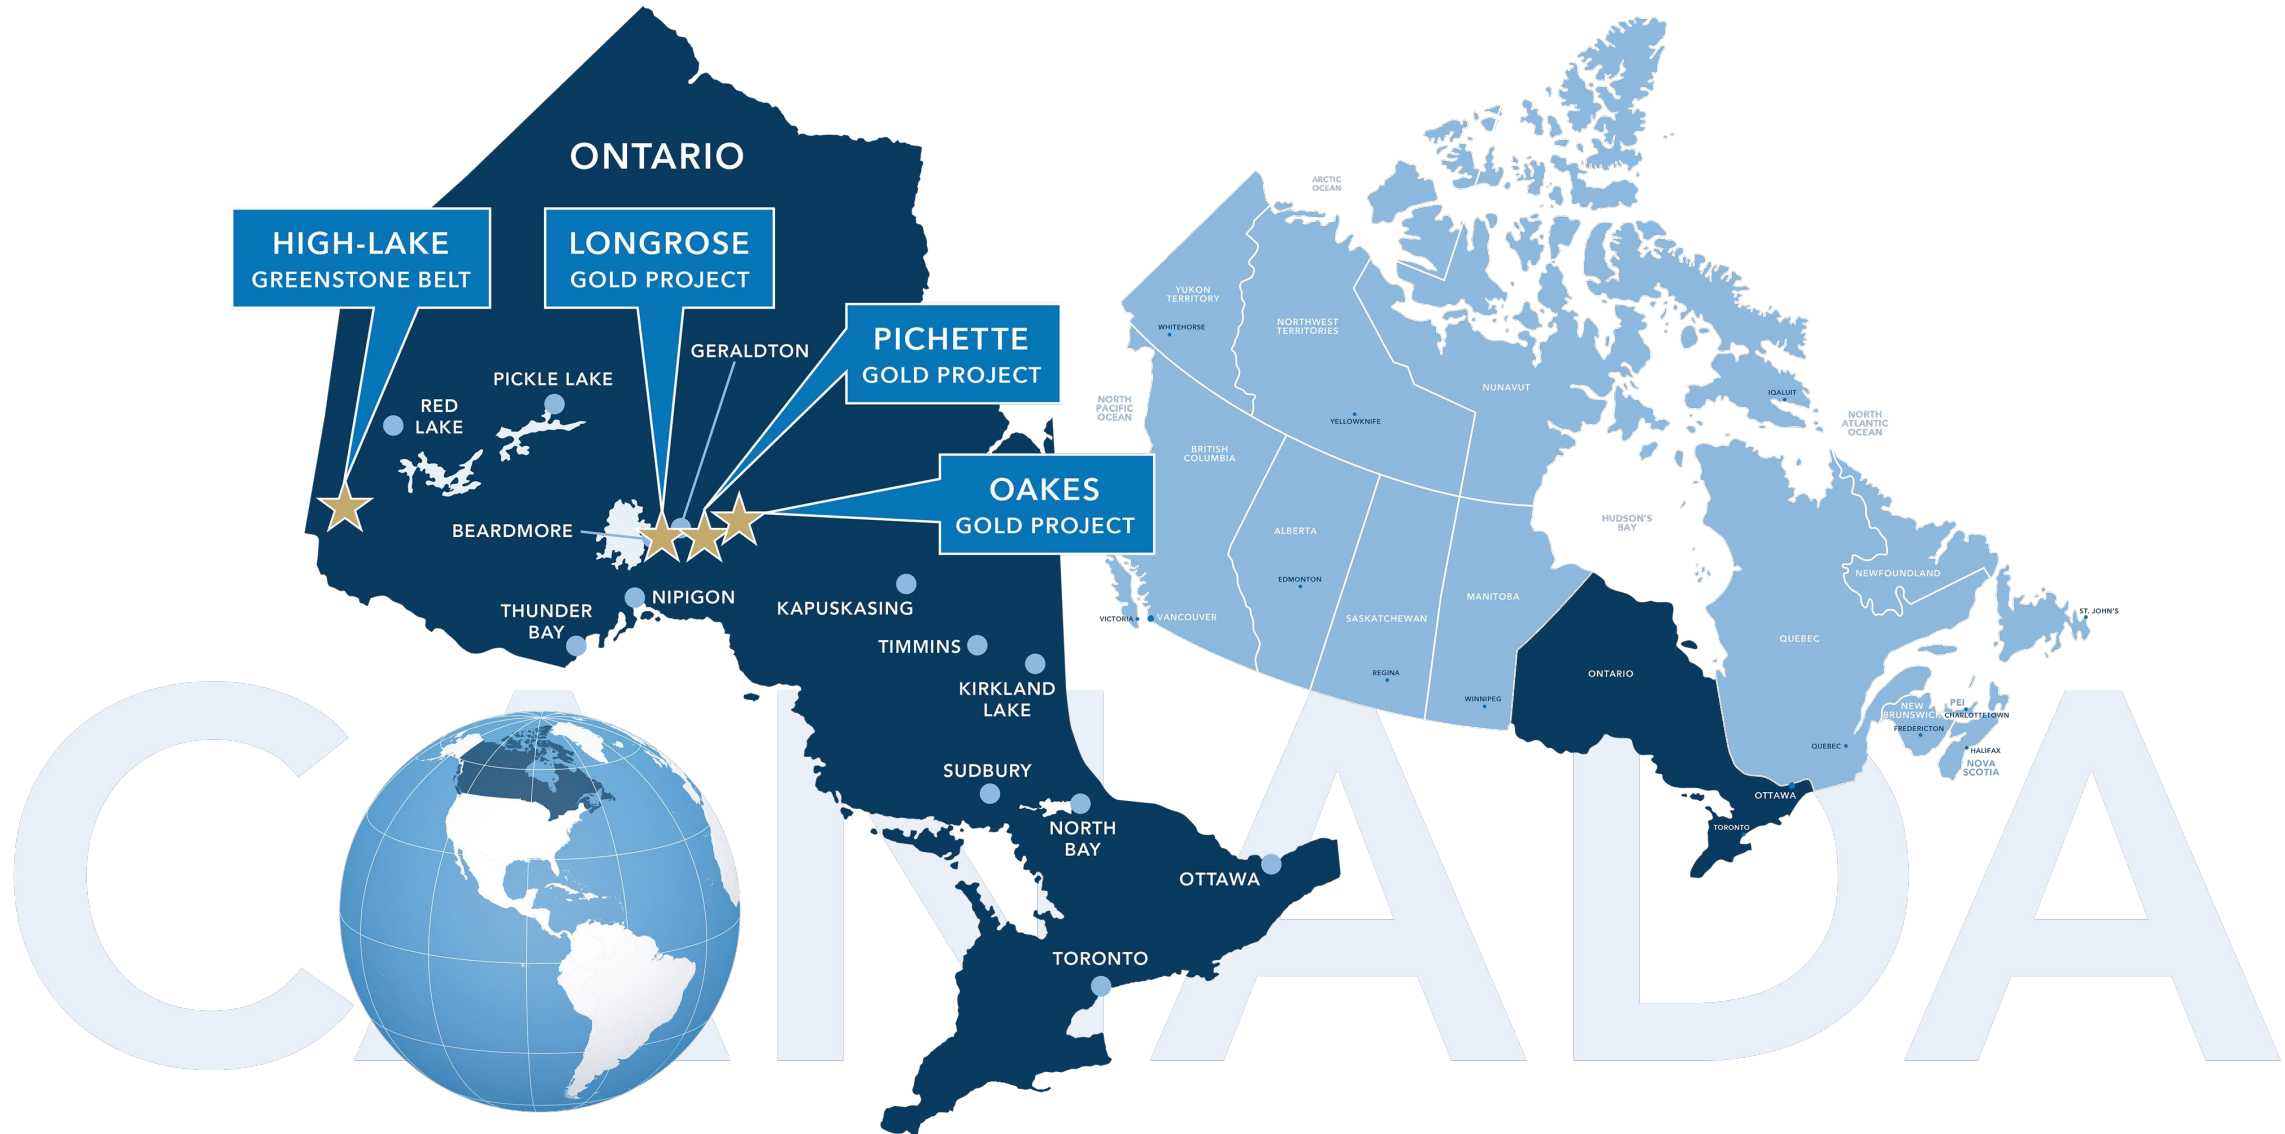 ONTARIO
HIGH-LAKE
GREENSTONE BELT
LONGROSE
GOLD PROJECT
PICHETTE
GOLD PROJECT
OAKES
GOLD PROJECT
GERALDTON
PICKLE LAKE
RED
LAKE
BEARDMORE
NIPIGON
THUNDER
BAY
KAPUSKASING
TIMMINS
KIRKLAND
LAKE
SUDBURY
NORTH
BAY
OTTAWA
TORONTO
ARCTIC
OCEAN
YUKON
TERRITORY
WHITEHORSE
NORTHWEST
TERRITORIES
YELLOWKNIFE
NUNAVUT
IQALUIT
NORTH
PACIFIC
OCEAN
NORTH
ATLANTIC
OCEAN
BRITISH
COLUMBIA
VICTORIA
VANCOUVER
ALBERTA
EDMONTON
SASKATCHEWAN
REGINA
MANITOBA
WINNIPEG
HUDSON'S
BAY
ONTARIO
OTTAWA
TORONTO
QUEBEC
QUEBEC
NEWFOUNDLAND
ST. JOHN'S
NEW
BRUNSWICK
FREDERICTON
PEI
CHARLOTTETOWN
HALIFAX
NOVA
SCOTIA
CANADA